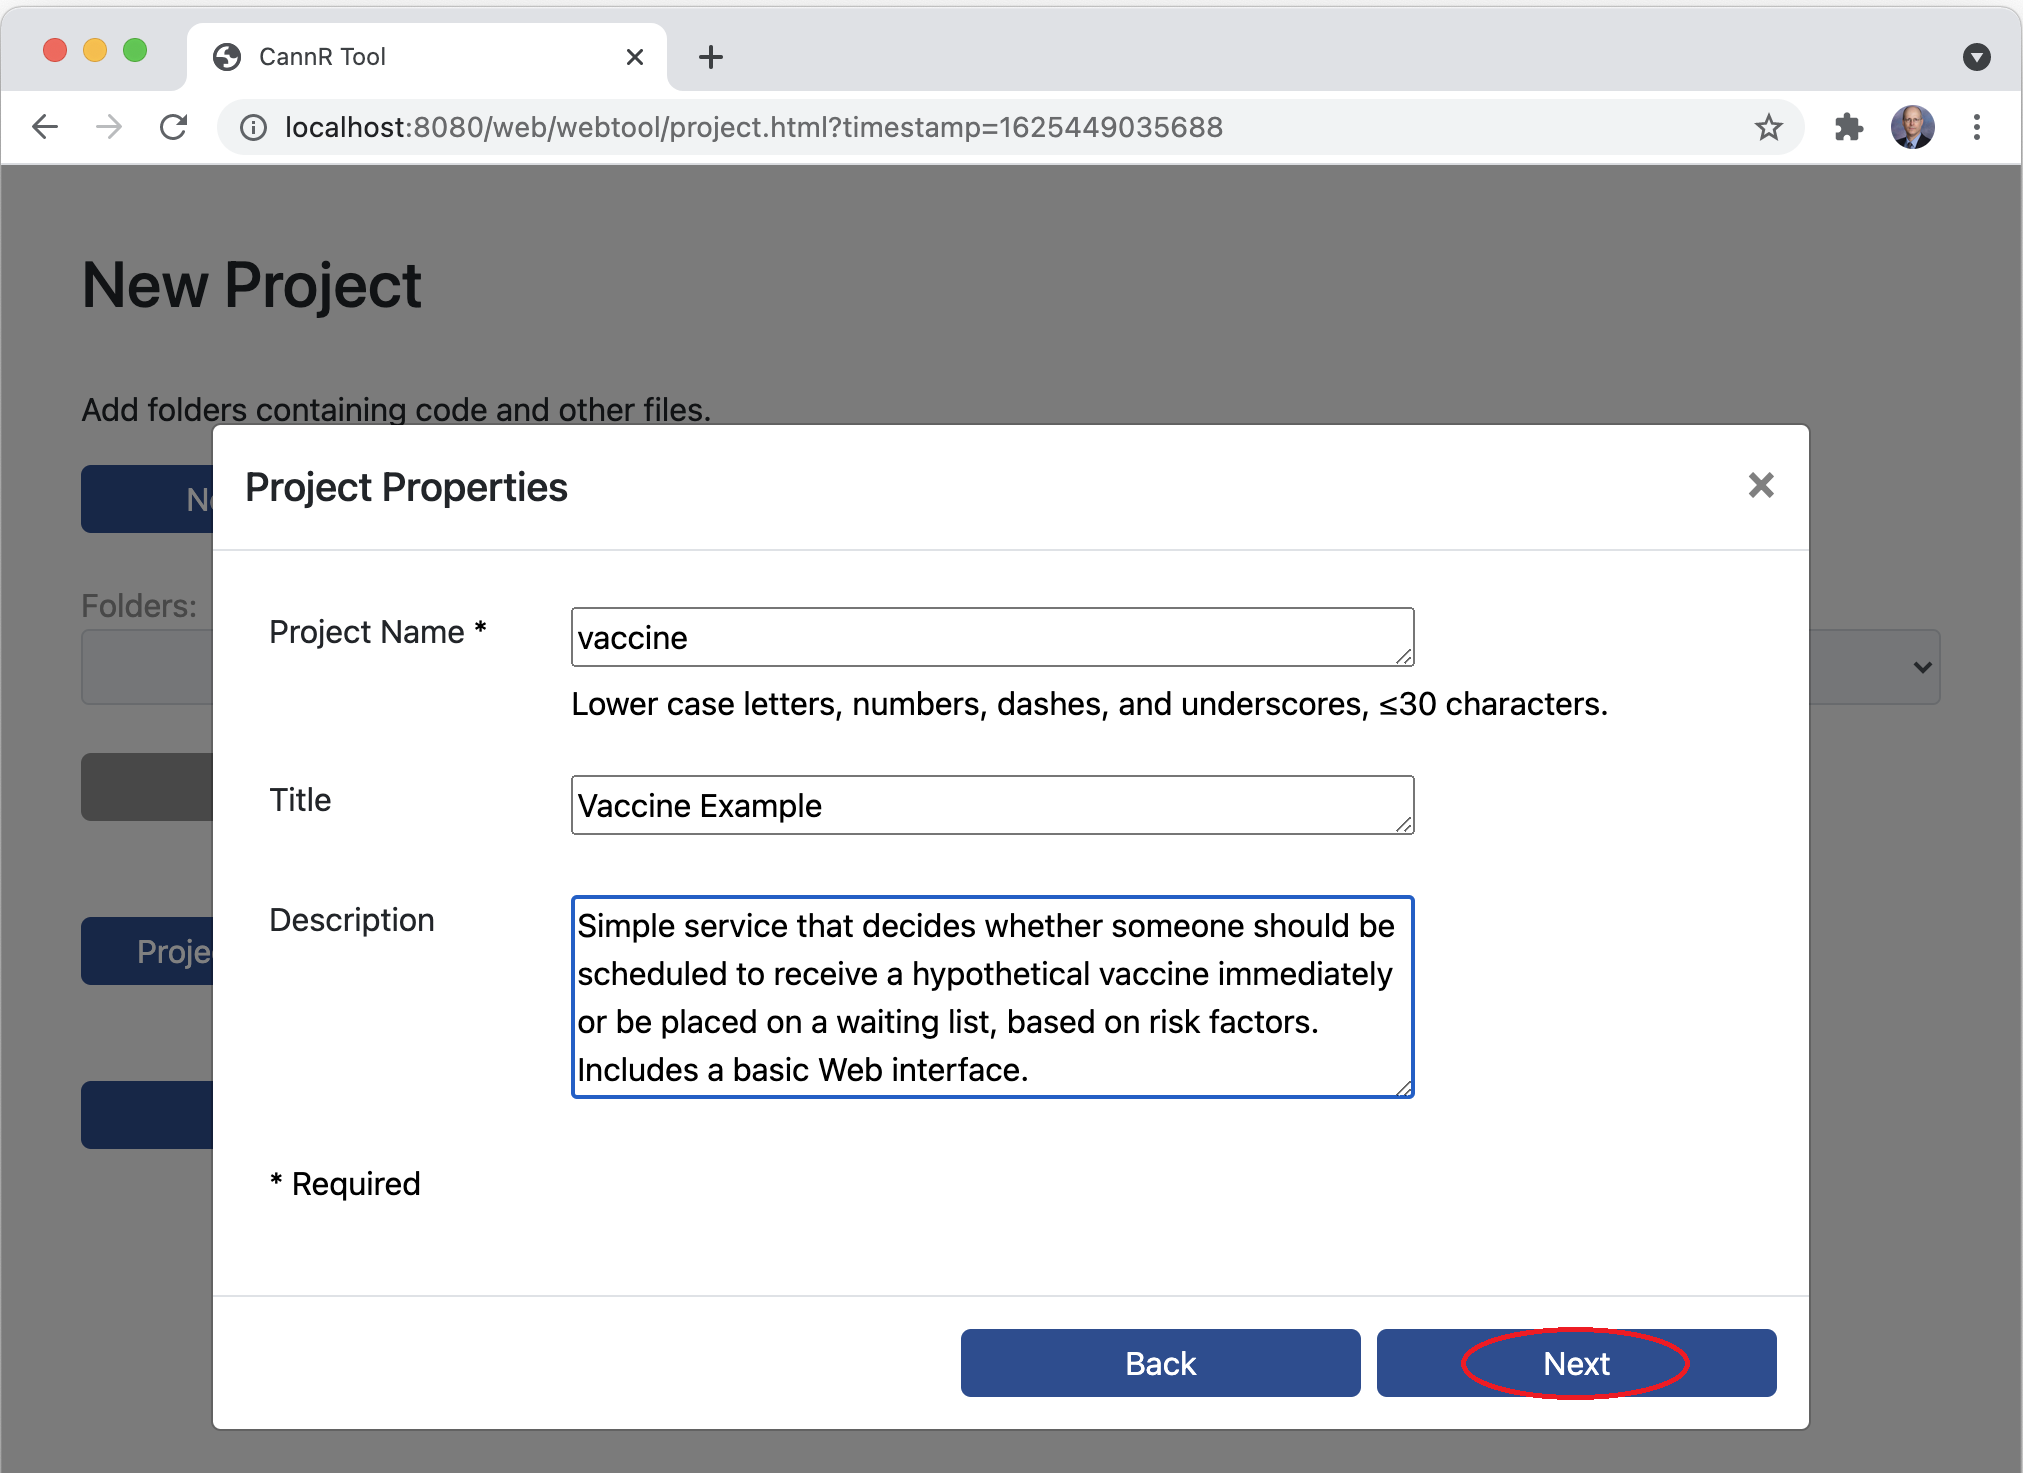 CannR Tool
localhost:8080/web/webtool/project.html?timestamp=1625449035688
New Project
Add folders containing code and other files.
Project Properties
Folders:
Project Name *
vaccine
Lower case letters, numbers, dashes, and underscores, ≤30 characters.
Title
Vaccine Example
Description
Simple service that decides whether someone should be
scheduled to receive a hypothetical vaccine immediately
or be placed on a waiting list, based on risk factors.
Includes a basic Web interface.
* Required
Back
Next